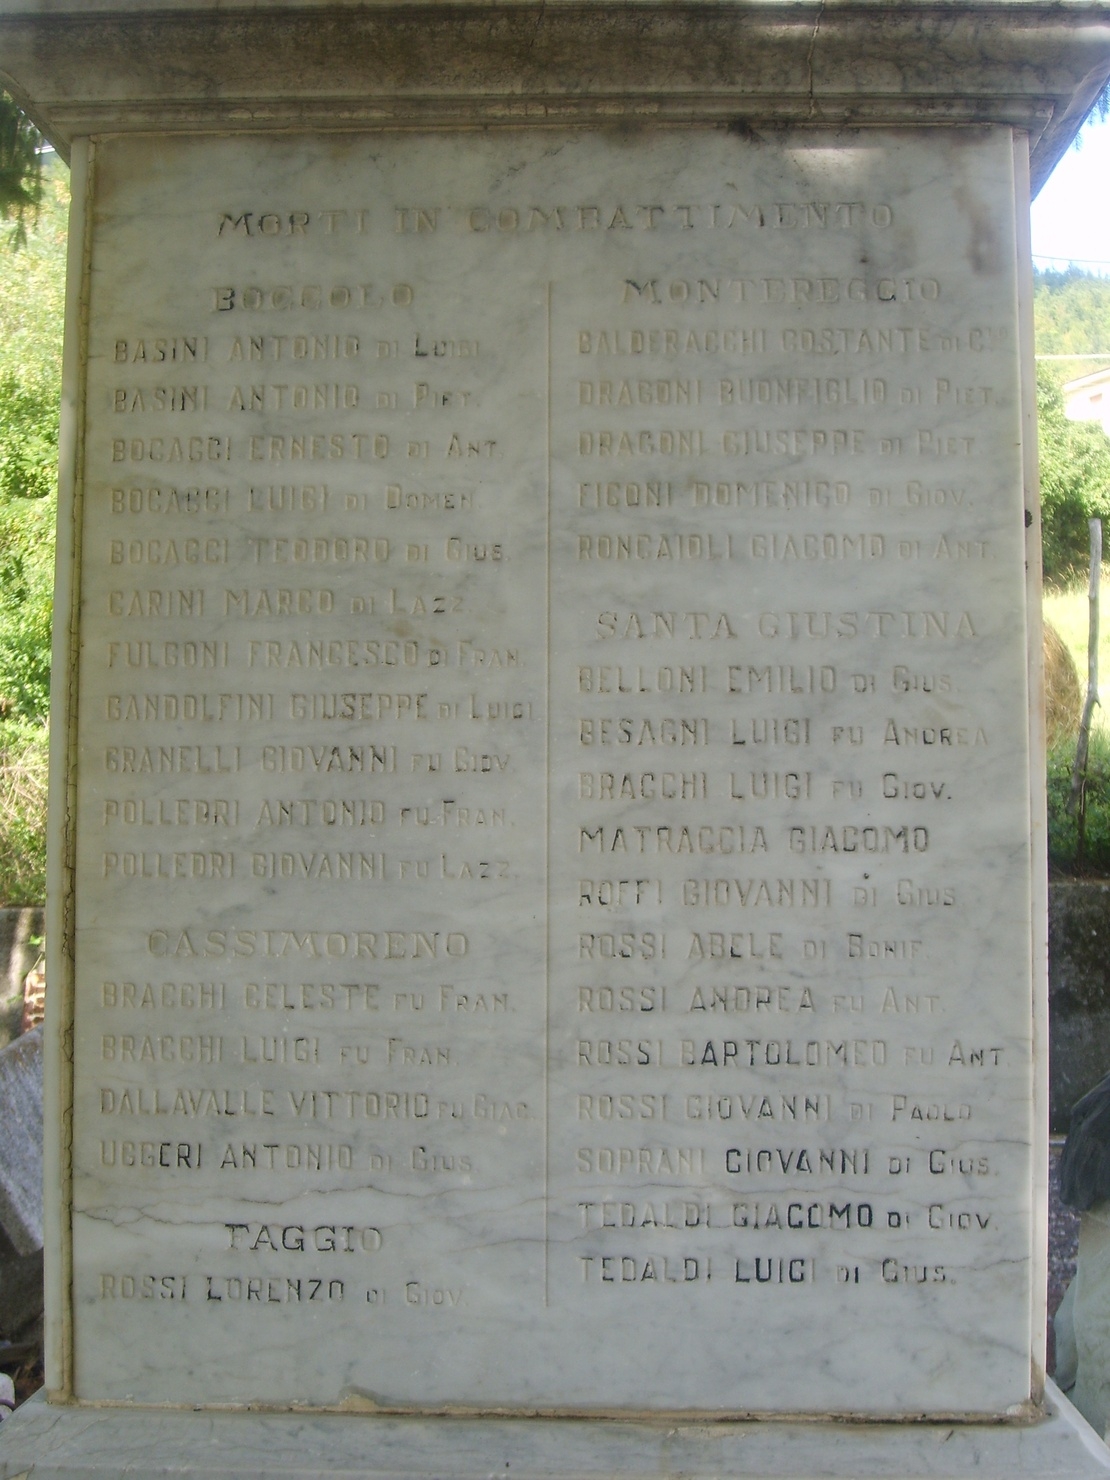 MORTI IN COMBATTIMENTO
BOCCOLO
BASINI ANTONIO DI LUIGI
BASINI ANTONIO DI PIET.
BOCACCI ERNESTO DI ANT.
BOCACCI LUIGI DI DOMEN.
BOCACCI TEODORO DI GIUS.
CARINI MARCO DI LAZZ.
FULGONI FRANCESCO DI FRAN.
GANDOLFINI GIUSEPPE DI LUIGI
GRANELLI GIOVANNI FU GIOV.
POLLEDRI ANTONIO FU FRAN.
POLLEDRI GIOVANNI FU LAZZ.
CASSIMORENO
BRACCHI CELESTE FU FRAN.
BRACCHI LUIGI FU FRAN.
DALLAVALLE VITTORIO FU GIAC.
UGGERI ANTONIO DI GIUS.
FAGGIO
ROSSI LORENZO DI GIOV.
MONTEREGGIO
BALDERACCHI COSTANTE DI
DRAGONI BUONFIGLIO DI PIET.
DRAGONI GIUSEPPE DI PIET.
FIGONI DOMENICO DI GIOV.
RONCAIOLI GIACOMO DI ANT.
SANTA GIUSTINA
BELLONI EMILIO DI GIUS.
BESAGNI LUIGI FU ANDREA
BRACCHI LUIGI FU GIOV.
MATRACCIA GIACOMO
ROFFI GIOVANNI DI GIUS
ROSSI ABELE DI BONIF.
ROSSI ANDREA FU ANT.
ROSSI BARTOLOMEO FU ANT.
ROSSI GIOVANNI DI PAOLO
SOPRANI GIOVANNI DI GIUS.
TEDALDI GIACOMO DI GIOV.
TEDALDI LUIGI DI GIUS.